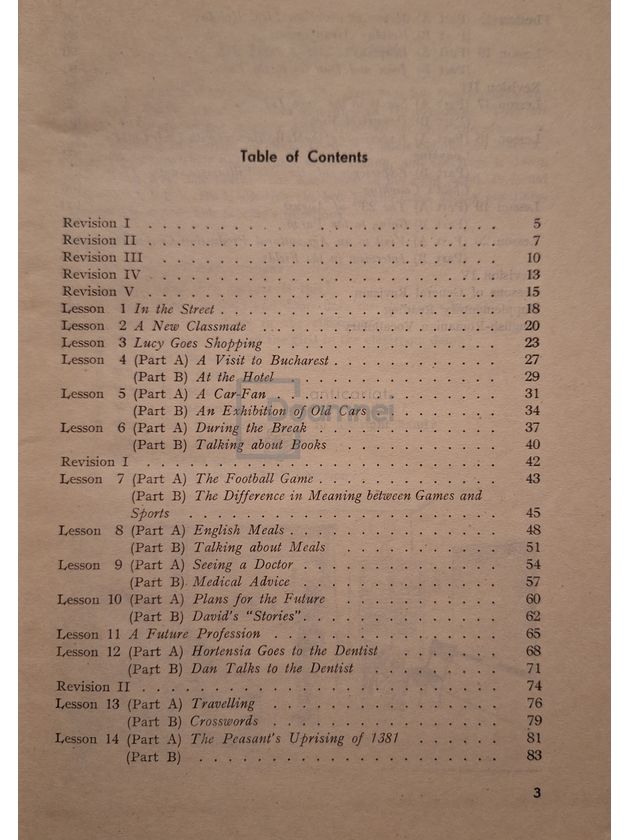 Table of Contents
Revision I . . . . . . . . . . . . . . . . . . . . 5
Revision II . . . . . . . . . . . . . . . . . . . . 7
Revision III . . . . . . . . . . . . . . . . . . . 10
Revision IV . . . . . . . . . . . . . . . . . . . 13
Revision V . . . . . . . . . . . . . . . . . . . . 15
Lesson 1 In the Street . . . . . . . . . . . . . . . . 18
Lesson 2 A New Classmate . . . . . . . . . . . . . . 20
Lesson 3 Lucy Goes Shopping . . . . . . . . . . . . . 23
Lesson 4 (Part A) A Visit to Bucharest . . . . . . . . . . 27
(Part B) At the Hotel . . . . . . . . . . . . . 29
Lesson 5 (Part A) A Car-Fan . . . . . . . . . . . . . 31
(Part B) An Exhibition of Old Cars . . . . . . . . 34
Lesson 6 (Part A) During the Break . . . . . . . . . . . 37
(Part B) Talking about Books . . . . . . . . . . 40
Revision I . . . . . . . . . . . . . . . . . . . . 42
Lesson 7 (Part A) The Football Game . . . . . . . . . . . 43
(Part B) The Difference in Meaning between Games and
Sports . . . . . . . . . . . . . . . . . . 45
Lesson 8 (Part A) English Meals . . . . . . . . . . . . 48
(Part B) Talking about Meals . . . . . . . . . . 51
Lesson 9 (Part A) Seeing a Doctor . . . . . . . . . . . 54
(Part B) Medical Advice . . . . . . . . . . . . 57
Lesson 10 (Part A) Plans for the Future . . . . . . . . . . 60
(Part B) David's "Stories" . . . . . . . . . . . . 62
Lesson 11 A Future Profession . . . . . . . . . . . . . . 65
Lesson 12 (Part A) Hortensia Goes to the Dentist . . . . . . . 68
(Part B) Dan Talks to the Dentist . . . . . . . . 71
Revision II . . . . . . . . . . . . . . . . . . . . 74
Lesson 13 (Part A) Travelling . . . . . . . . . . . . . 76
(Part B) Crosswords . . . . . . . . . . . . . . 79
Lesson 14 (Part A) The Peasant's Uprising of 1381 . . . . . . 81
(Part B) . . . . . . . . . . . . . . . . . . 83
3
anticariat
Doamnei